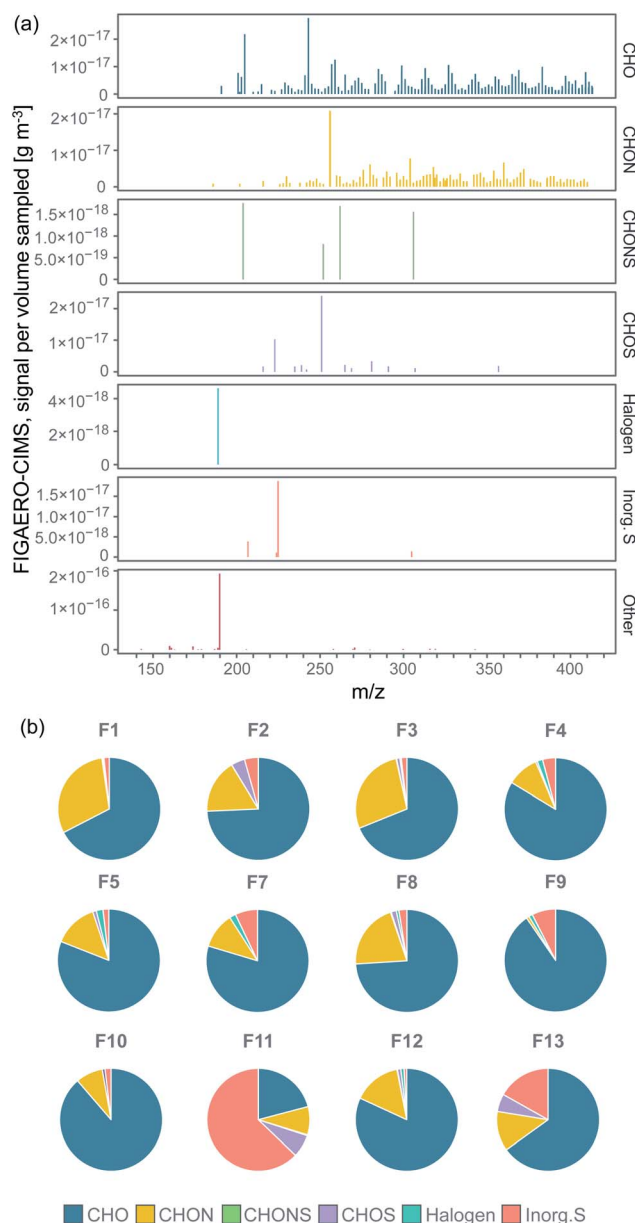 (a)
FIGAERO-CIMS, signal per volume sampled [g m⁻³]
2×10⁻¹⁷
1×10⁻¹⁷
0
CHO
2×10⁻¹⁷
1×10⁻¹⁷
0
CHON
1.5×10⁻¹⁸
1.0×10⁻¹⁸
5.0×10⁻¹⁹
0
CHONS
2×10⁻¹⁷
1×10⁻¹⁷
0
CHOS
4×10⁻¹⁸
2×10⁻¹⁸
0
Halogen
1.5×10⁻¹⁷
1.0×10⁻¹⁷
5.0×10⁻¹⁸
0
Inorg. S
2×10⁻¹⁶
1×10⁻¹⁶
0
Other
150 200 250 300 350 400
m/z
(b)
F1 F2 F3 F4
F5 F7 F8 F9
F10 F11 F12 F13
CHO CHON CHONS CHOS Halogen Inorg.S